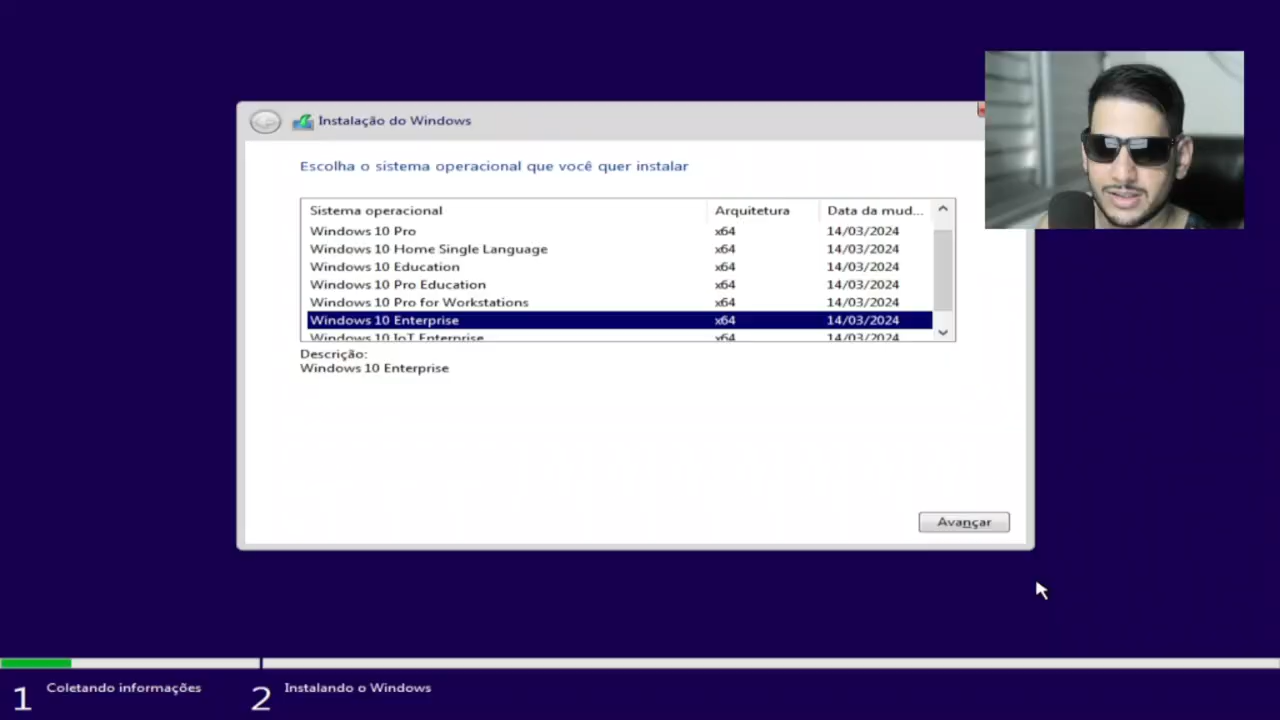 Instalação do Windows
Escolha o sistema operacional que você quer instalar
Sistema operacional Arquitetura Data da mud...
Windows 10 Pro x64 14/03/2024
Windows 10 Home Single Language x64 14/03/2024
Windows 10 Education x64 14/03/2024
Windows 10 Pro Education x64 14/03/2024
Windows 10 Pro for Workstations x64 14/03/2024
Windows 10 Enterprise x64 14/03/2024
Windows 10 IoT Enterprise x64 14/03/2024
Descrição:
Windows 10 Enterprise
Avançar
1 Coletando informações 2 Instalando o Windows